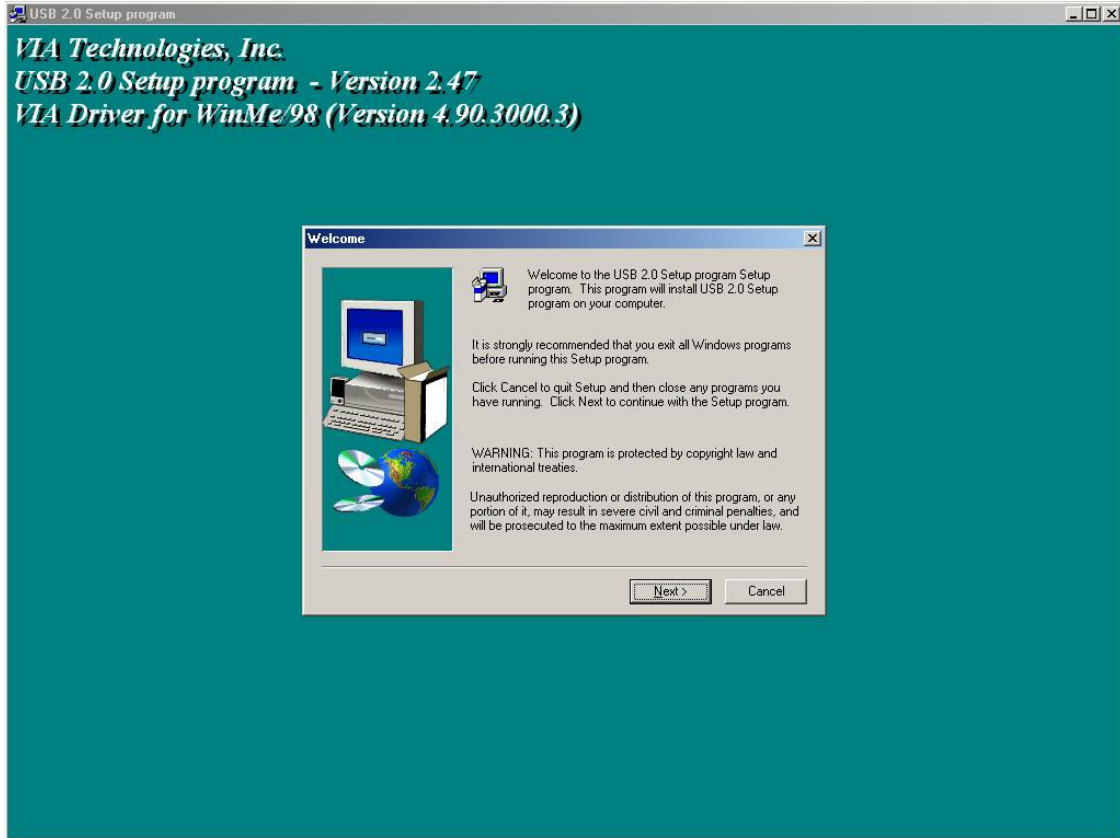 USB 2.0 Setup program
VIA Technologies, Inc.
USB 2.0 Setup program - Version 2.47
VIA Driver for WinMe/98 (Version 4.90.3000.3)
Welcome
Welcome to the USB 2.0 Setup program Setup
program. This program will install USB 2.0 Setup
program on your computer.
It is strongly recommended that you exit all Windows programs
before running this Setup program.
Click Cancel to quit Setup and then close any programs you
have running. Click Next to continue with the Setup program.
WARNING: This program is protected by copyright law and
international treaties.
Unauthorized reproduction or distribution of this program, or any
portion of it, may result in severe civil and criminal penalties, and
will be prosecuted to the maximum extent possible under law.
Next >
Cancel